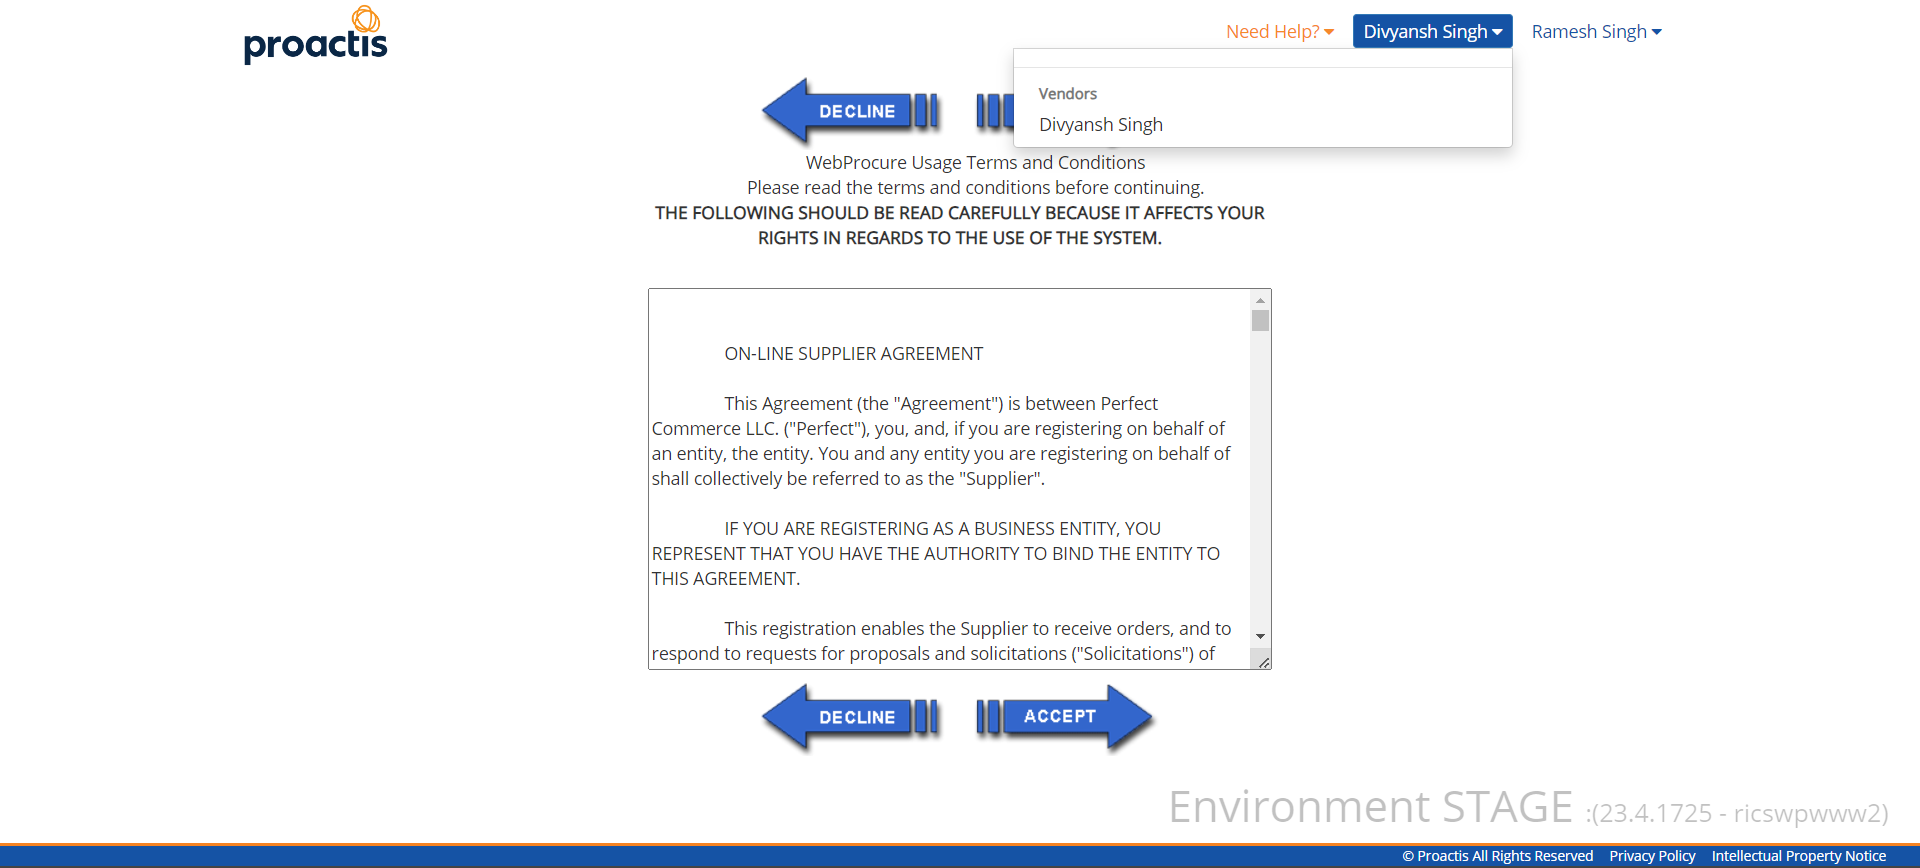 proactis
Need Help?
Divyansh Singh
Ramesh Singh
Vendors
Divyansh Singh
DECLINE
WebProcure Usage Terms and Conditions
Please read the terms and conditions before continuing.
THE FOLLOWING SHOULD BE READ CAREFULLY BECAUSE IT AFFECTS YOUR
RIGHTS IN REGARDS TO THE USE OF THE SYSTEM.
ON-LINE SUPPLIER AGREEMENT
This Agreement (the "Agreement") is between Perfect
Commerce LLC. ("Perfect"), you, and, if you are registering on behalf of
an entity, the entity. You and any entity you are registering on behalf of
shall collectively be referred to as the "Supplier".
IF YOU ARE REGISTERING AS A BUSINESS ENTITY, YOU
REPRESENT THAT YOU HAVE THE AUTHORITY TO BIND THE ENTITY TO
THIS AGREEMENT.
This registration enables the Supplier to receive orders, and to
respond to requests for proposals and solicitations ("Solicitations") of
DECLINE
ACCEPT
Environment STAGE :(23.4.1725 - ricswpwww2)
© Proactis All Rights Reserved Privacy Policy Intellectual Property Notice